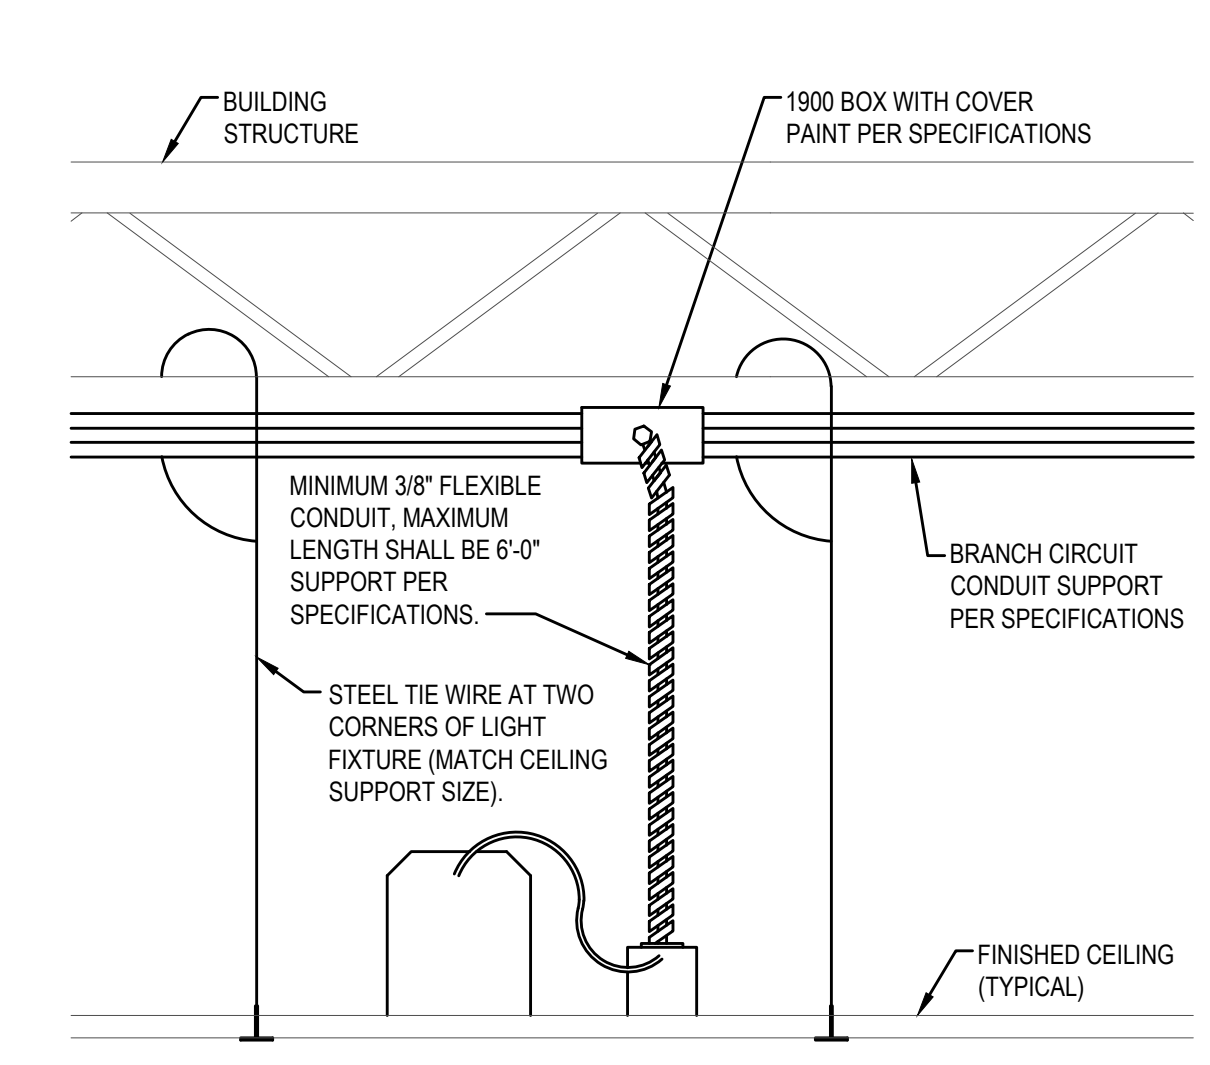 BUILDING
STRUCTURE
1900 BOX WITH COVER
PAINT PER SPECIFICATIONS
MINIMUM 3/8" FLEXIBLE
CONDUIT, MAXIMUM
LENGTH SHALL BE 6'-0"
SUPPORT PER
SPECIFICATIONS.
BRANCH CIRCUIT
CONDUIT SUPPORT
PER SPECIFICATIONS
STEEL TIE WIRE AT TWO
CORNERS OF LIGHT
FIXTURE (MATCH CEILING
SUPPORT SIZE).
FINISHED CEILING
(TYPICAL)